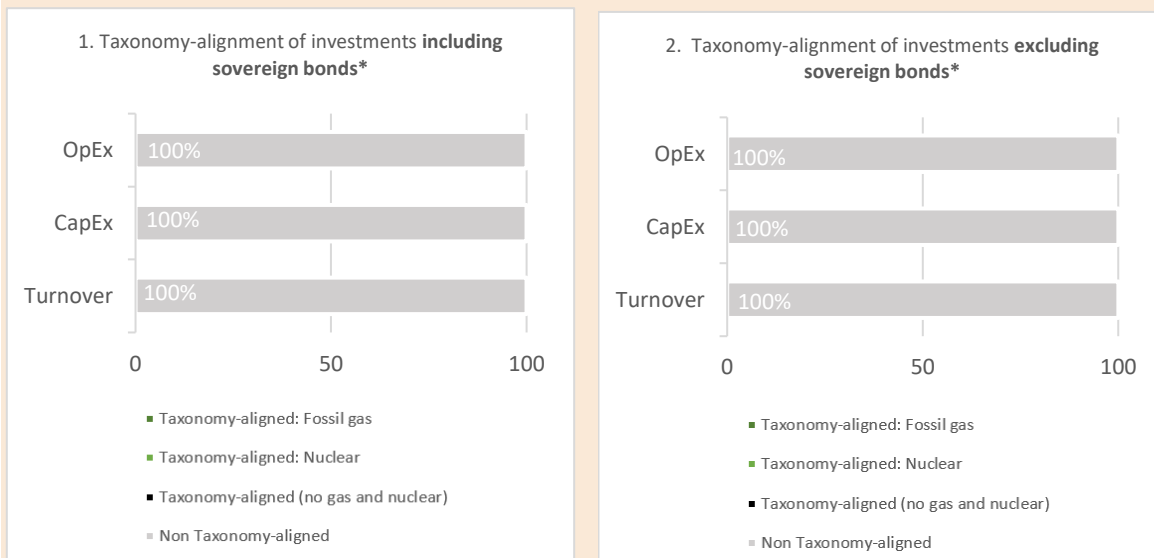 1. Taxonomy-alignment of investments including
sovereign bonds*
OpEx
100%
CapEx
100%
Turnover
100%
0 50 100
Taxonomy-aligned: Fossil gas
Taxonomy-aligned: Nuclear
Taxonomy-aligned (no gas and nuclear)
Non Taxonomy-aligned
2. Taxonomy-alignment of investments excluding
sovereign bonds*
OpEx
100%
CapEx
100%
Turnover
100%
0 50 100
Taxonomy-aligned: Fossil gas
Taxonomy-aligned: Nuclear
Taxonomy-aligned (no gas and nuclear)
Non Taxonomy-aligned